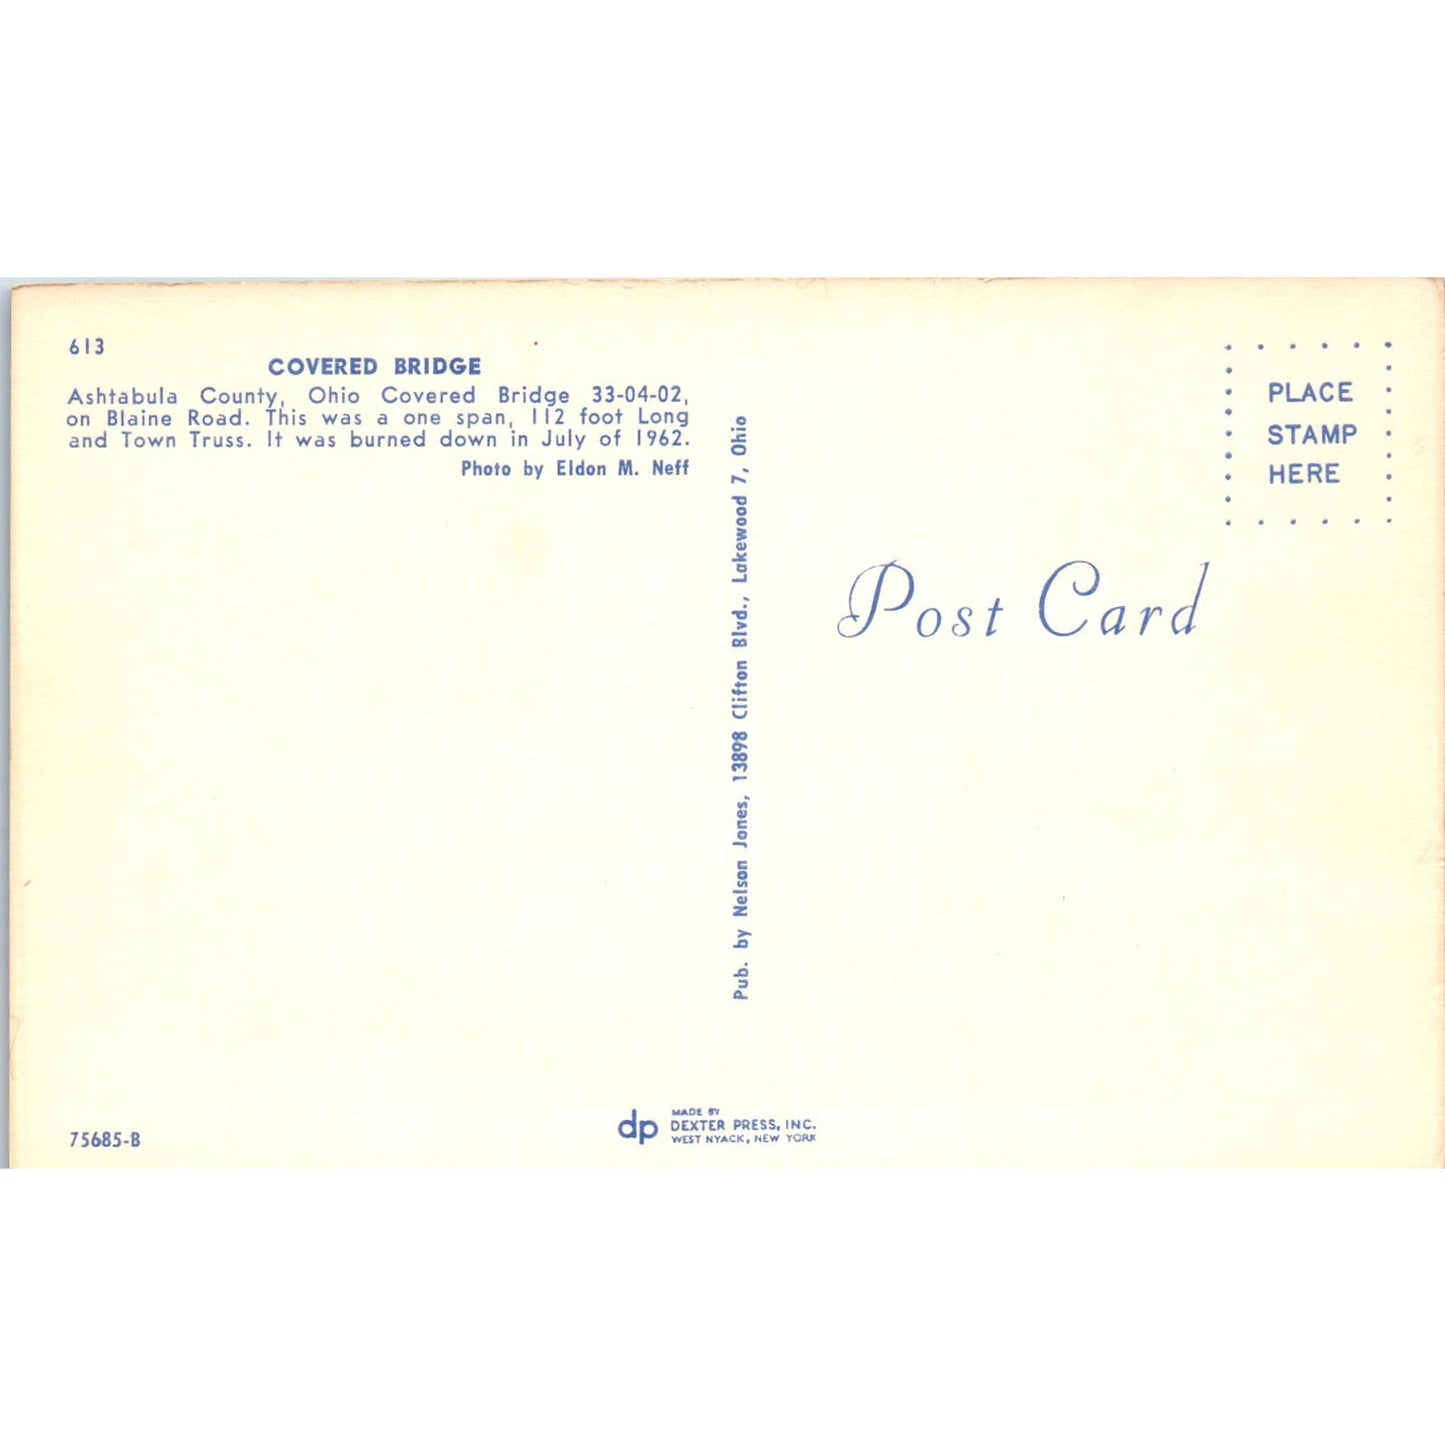 613
COVERED BRIDGE
Ashtabula County, Ohio Covered Bridge 33-04-02,
on Blaine Road. This was a one span, 112 foot Long
and Town Truss. It was burned down in July of 1962.
Photo by Eldon M. Neff
Pub. by Nelson Jones, 13898 Clifton Blvd., Lakewood 7, Ohio
PLACE
STAMP
HERE
Post Card
75685-B
dp
MADE BY
DEXTER PRESS, INC.
WEST NYACK, NEW YORK